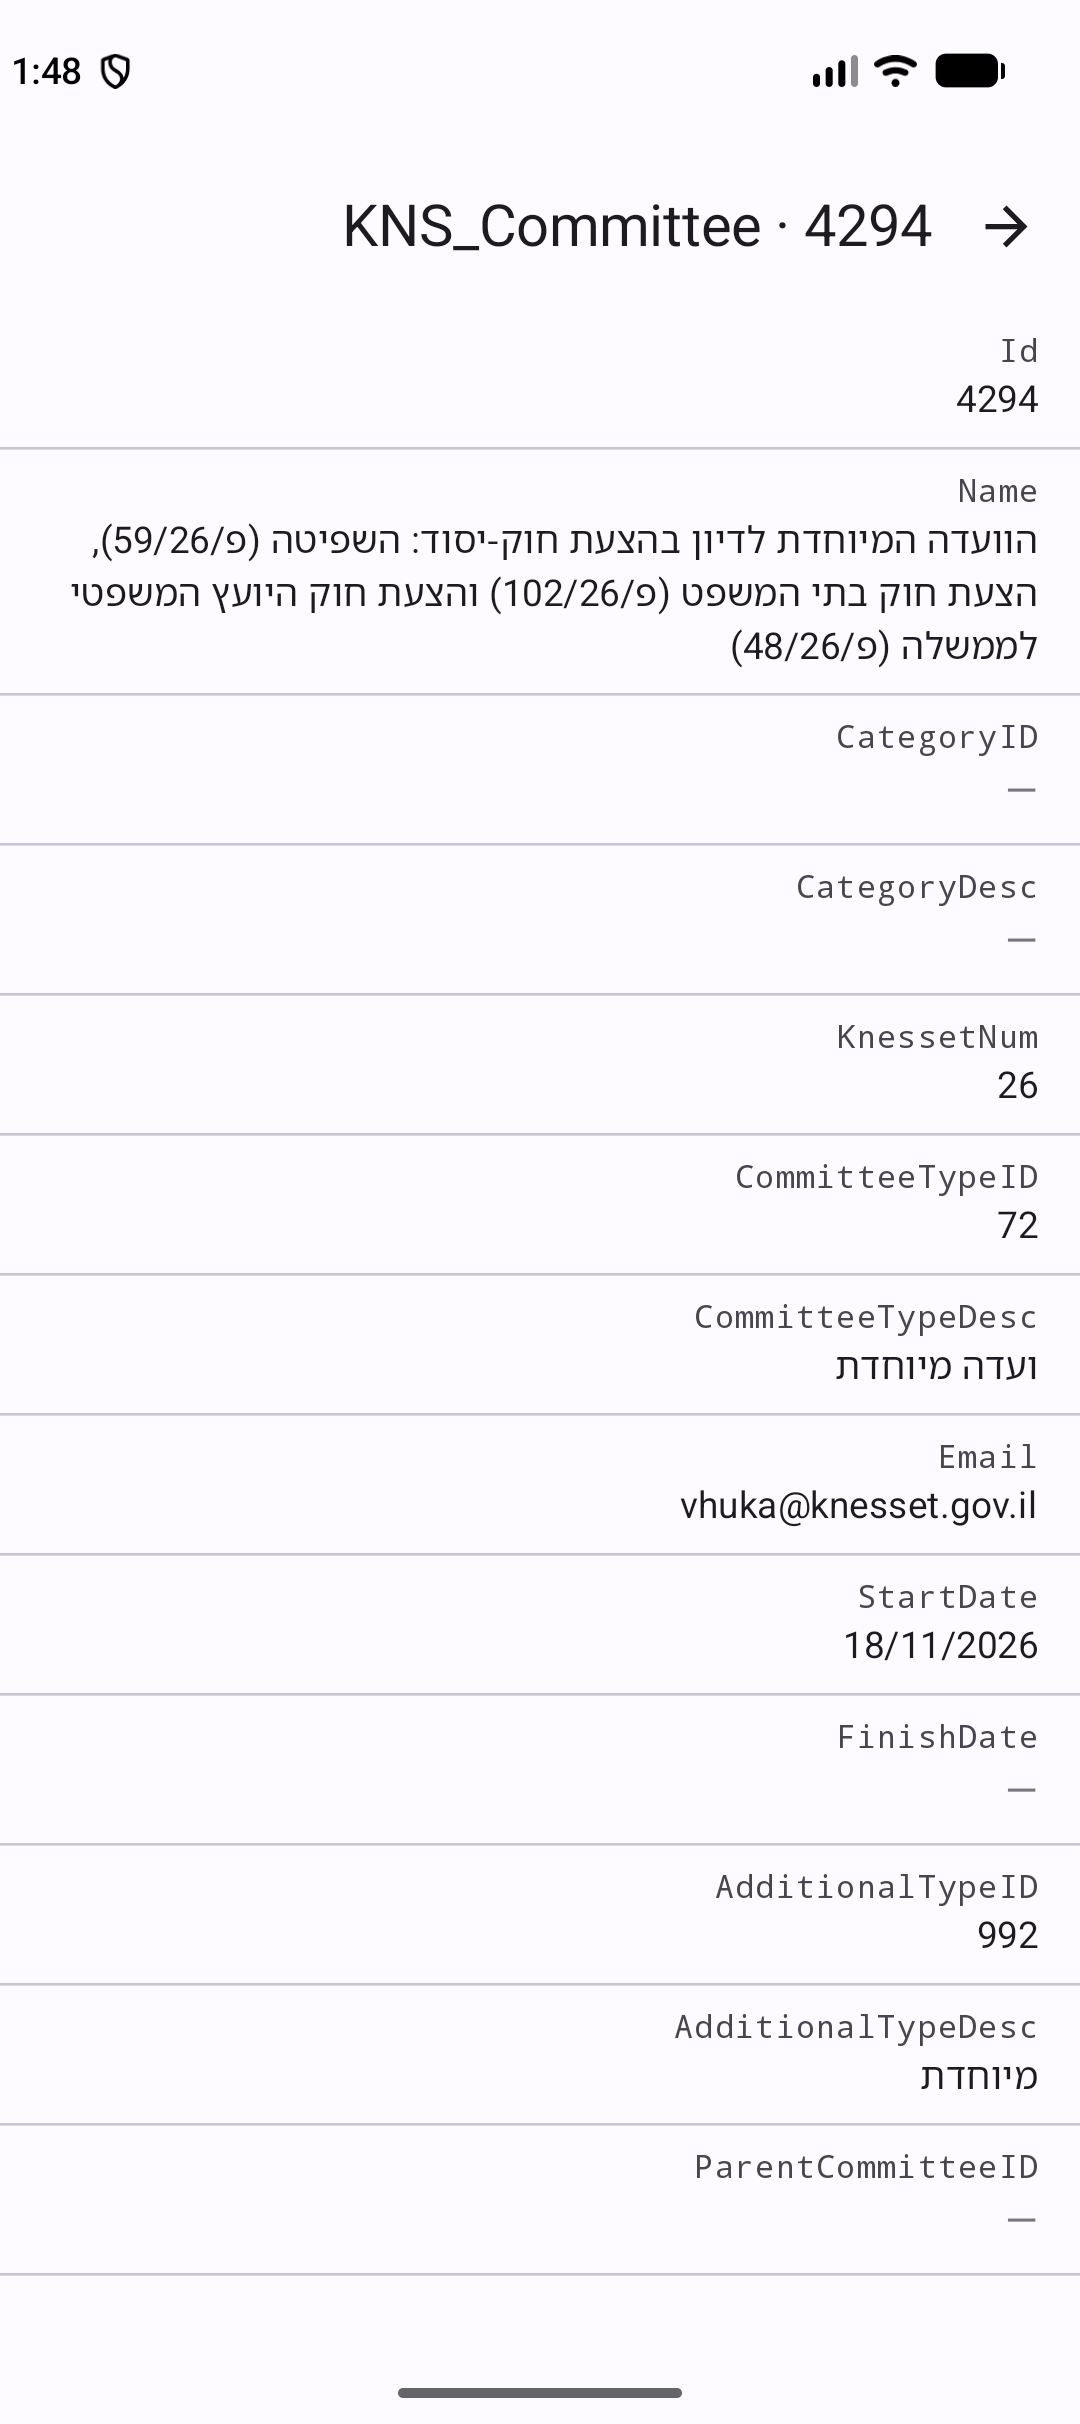 1:48
KNS_Committee · 4294
Id
4294
Name
הוועדה המיוחדת לדיון בהצעת חוק-יסוד: השפיטה (פ/59/26),
הצעת חוק בתי המשפט (פ/102/26) והצעת חוק היועץ המשפטי
לממשלה (פ/48/26)
CategoryID
—
CategoryDesc
—
KnessetNum
26
CommitteeTypeID
72
CommitteeTypeDesc
ועדה מיוחדת
Email
vhuka@knesset.gov.il
StartDate
18/11/2026
FinishDate
—
AdditionalTypeID
992
AdditionalTypeDesc
מיוחדת
ParentCommitteeID
—